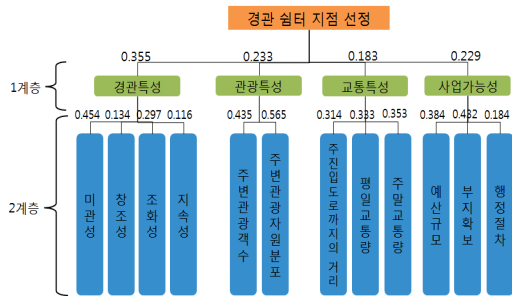 경관 쉼터 지점 선정
0.355 0.233 0.183 0.229
1계층
경관특성 관광특성 교통특성 사업가능성
0.454 0.134 0.297 0.116 0.435 0.565 0.314 0.333 0.353 0.384 0.432 0.184
2계층
미관성
창조성
조화성
지속성
주변관광객수
주변관광자원분포
주진입도로까지의 거리
평일교통량
주말교통량
예산규모
부지확보
행정절차